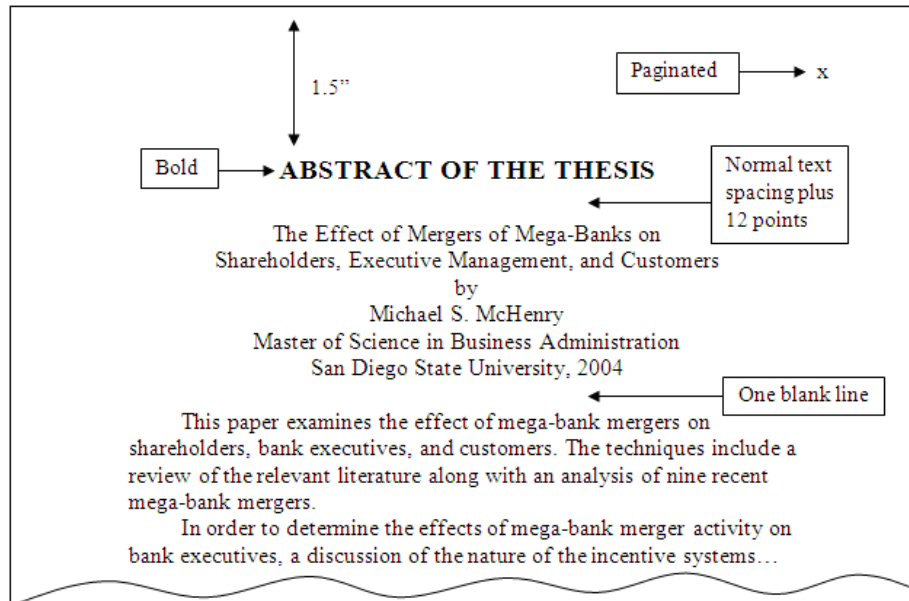 1.5”
Paginated
x
Bold
ABSTRACT OF THE THESIS
Normal text
spacing plus
12 points
The Effect of Mergers of Mega-Banks on
Shareholders, Executive Management, and Customers
by
Michael S. McHenry
Master of Science in Business Administration
San Diego State University, 2004
One blank line
This paper examines the effect of mega-bank mergers on
shareholders, bank executives, and customers. The techniques include a
review of the relevant literature along with an analysis of nine recent
mega-bank mergers.
In order to determine the effects of mega-bank merger activity on
bank executives, a discussion of the nature of the incentive systems…